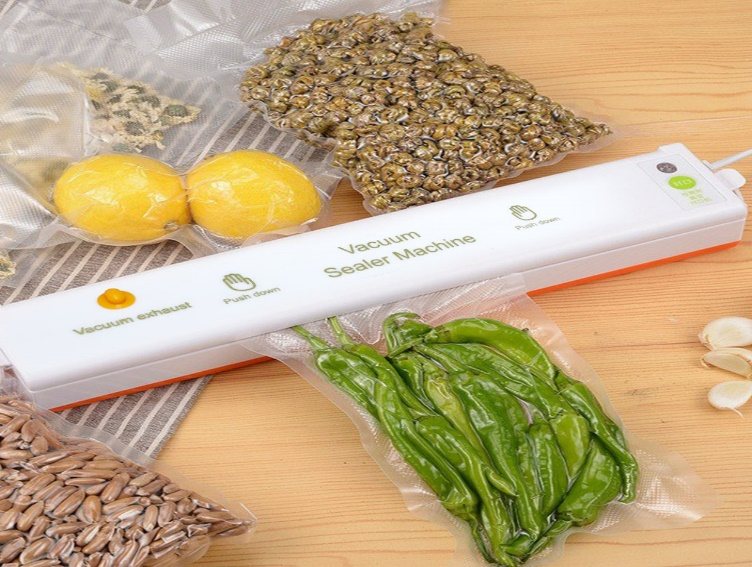 Vacuum
Sealer Machine
Push down
Push down
Vacuum exhaust